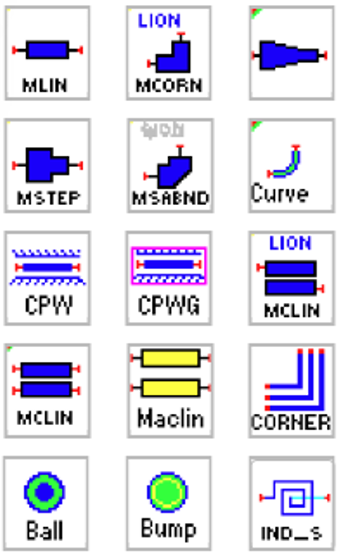 MLIN
LION
MCORN
MSTEP
MSABND
Curve
CPW
CPWG
LION
MCLIN
MCLIN
Maclin
CORNER
Ball
Bump
IND_S